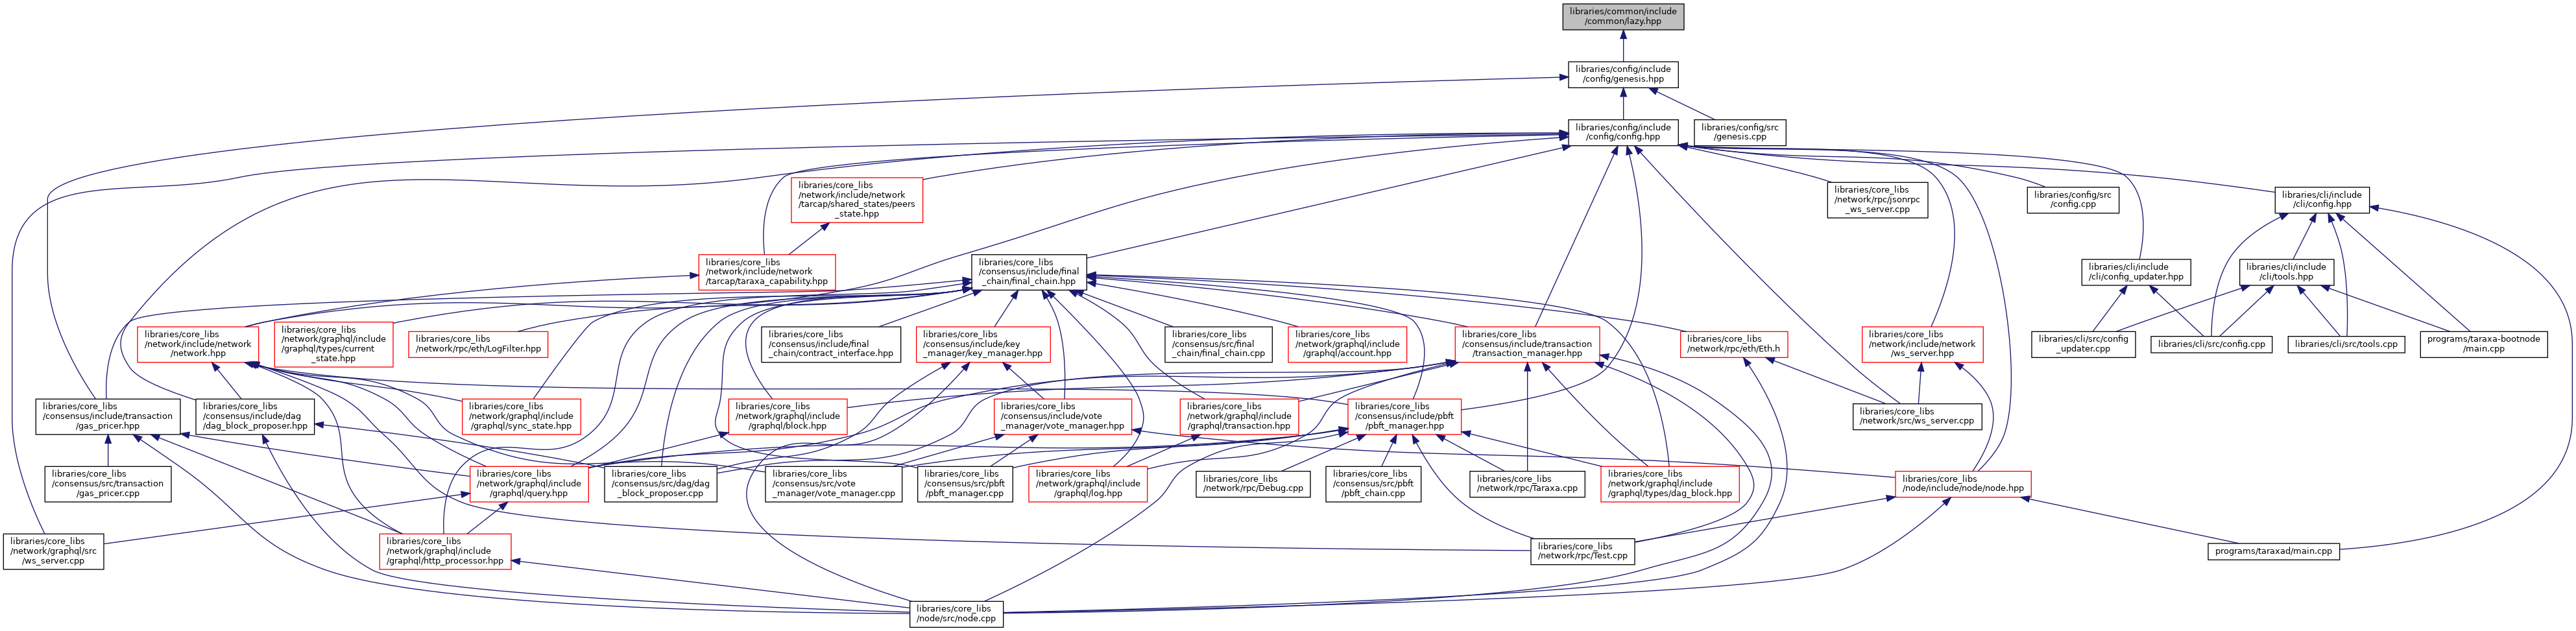 libraries/common/include
/common/lazy.hpp
libraries/config/include
/config/genesis.hpp
libraries/config/include
/config/config.hpp
libraries/config/src
/genesis.cpp
libraries/core_libs
/network/include/network
/tarcap/shared_states/peers
_state.hpp
libraries/core_libs
/network/rpc/jsonrpc
_ws_server.cpp
libraries/config/src
/config.cpp
libraries/cli/include
/cli/config.hpp
libraries/core_libs
/network/include/network
/tarcap/taraxa_capability.hpp
libraries/core_libs
/consensus/include/final
_chain/final_chain.hpp
libraries/cli/include
/cli/config_updater.hpp
libraries/cli/include
/cli/tools.hpp
libraries/core_libs
/network/include/network
/network.hpp
libraries/core_libs
/network/graphql/include
/graphql/types/current
_state.hpp
libraries/core_libs
/network/rpc/eth/LogFilter.hpp
libraries/core_libs
/consensus/include/final
_chain/contract_interface.hpp
libraries/core_libs
/consensus/include/key
_manager/key_manager.hpp
libraries/core_libs
/consensus/src/final
_chain/final_chain.cpp
libraries/core_libs
/network/graphql/include
/graphql/account.hpp
libraries/core_libs
/consensus/include/transaction
/transaction_manager.hpp
libraries/core_libs
/network/rpc/eth/Eth.h
libraries/core_libs
/network/include/network
/ws_server.hpp
libraries/cli/src/config
_updater.cpp
libraries/cli/src/config.cpp
libraries/cli/src/tools.cpp
programs/taraxa-bootnode
/main.cpp
libraries/core_libs
/consensus/include/transaction
/gas_pricer.hpp
libraries/core_libs
/consensus/include/dag
/dag_block_proposer.hpp
libraries/core_libs
/network/graphql/include
/graphql/sync_state.hpp
libraries/core_libs
/network/graphql/include
/graphql/block.hpp
libraries/core_libs
/consensus/include/vote
_manager/vote_manager.hpp
libraries/core_libs
/network/graphql/include
/graphql/transaction.hpp
libraries/core_libs
/consensus/include/pbft
/pbft_manager.hpp
libraries/core_libs
/network/src/ws_server.cpp
libraries/core_libs
/consensus/src/transaction
/gas_pricer.cpp
libraries/core_libs
/network/graphql/include
/graphql/query.hpp
libraries/core_libs
/consensus/src/dag/dag
_block_proposer.cpp
libraries/core_libs
/consensus/src/vote
_manager/vote_manager.cpp
libraries/core_libs
/consensus/src/pbft
/pbft_manager.cpp
libraries/core_libs
/network/graphql/include
/graphql/log.hpp
libraries/core_libs
/network/rpc/Debug.cpp
libraries/core_libs
/consensus/src/pbft
/pbft_chain.cpp
libraries/core_libs
/network/rpc/Taraxa.cpp
libraries/core_libs
/network/graphql/include
/graphql/types/dag_block.hpp
libraries/core_libs
/node/include/node/node.hpp
libraries/core_libs
/network/graphql/src
/ws_server.cpp
libraries/core_libs
/network/graphql/include
/graphql/http_processor.hpp
libraries/core_libs
/network/rpc/Test.cpp
programs/taraxad/main.cpp
libraries/core_libs
/node/src/node.cpp